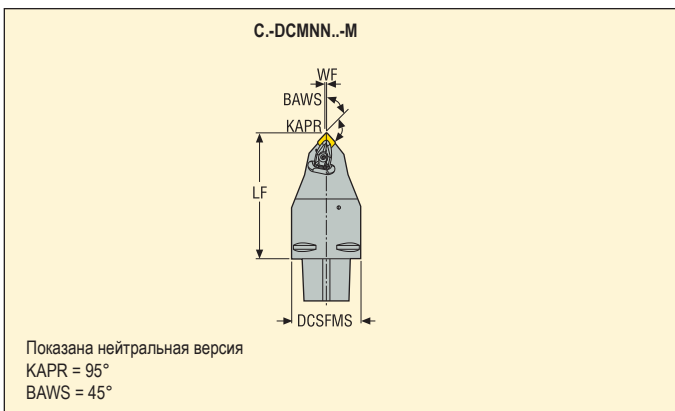 C.-DCMNN..-M
WF
BAWS
KAPR
LF
DCSFMS
Показана нейтральная версия
KAPR = 95°
BAWS = 45°